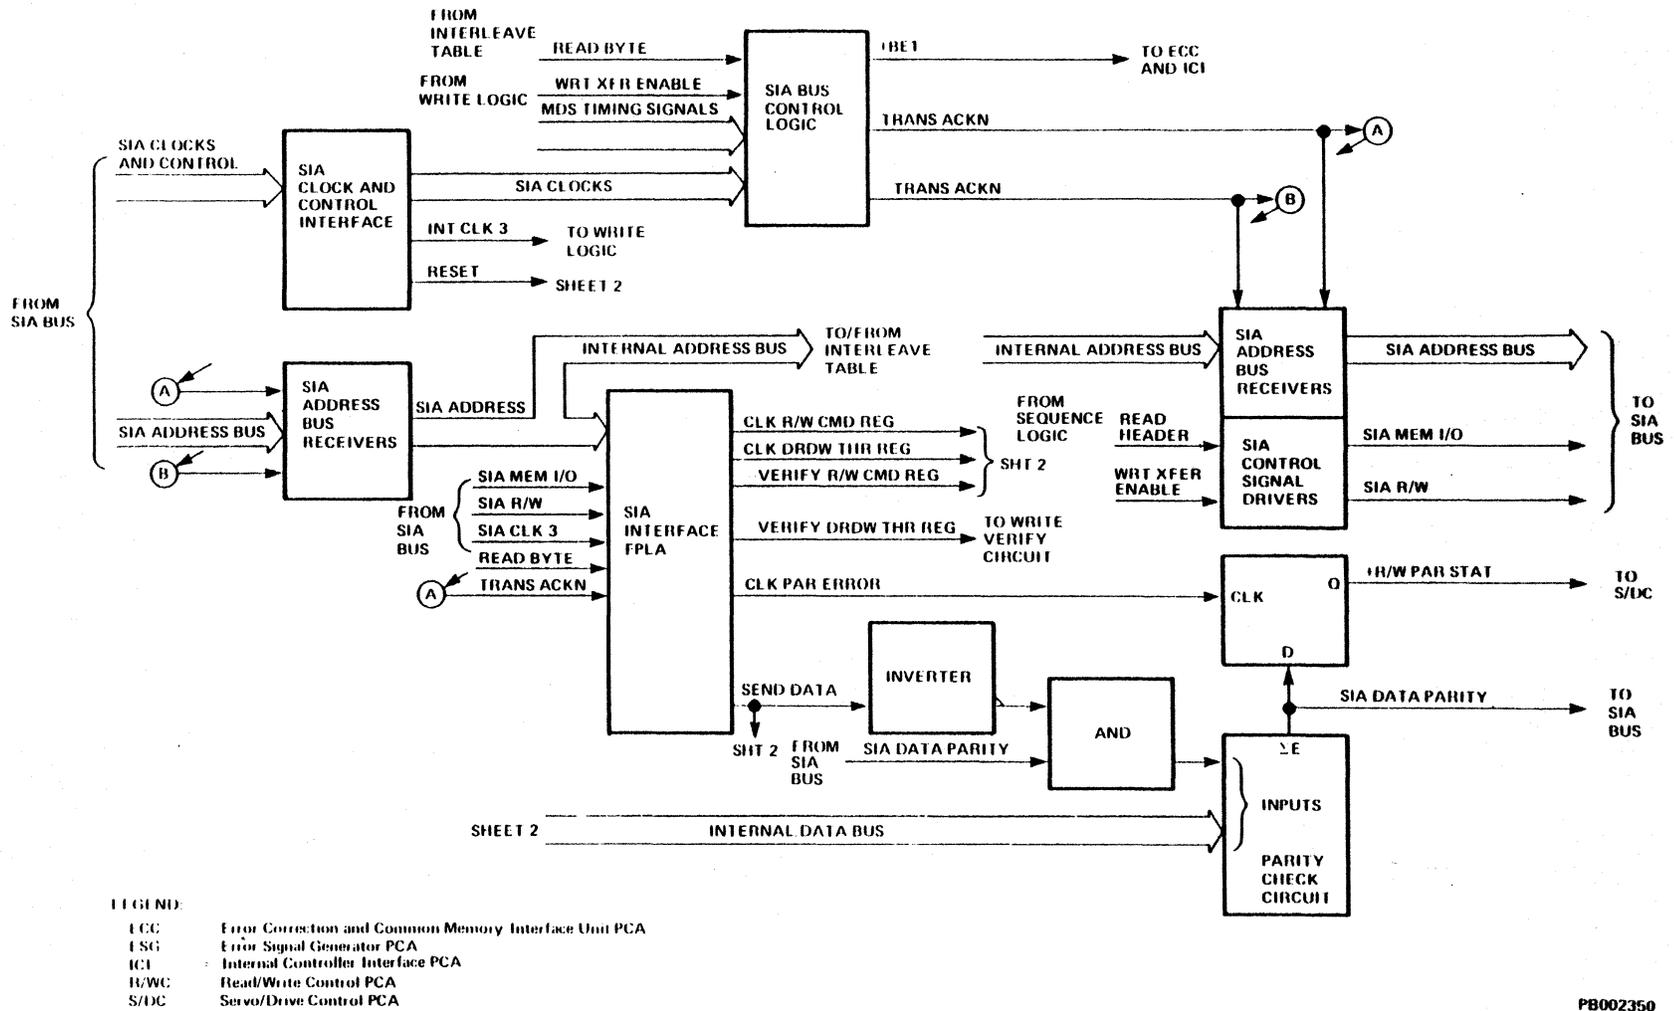 FROM
INTERLEAVE
TABLE
READ BYTE
FROM
WRITE LOGIC
WRT XFR ENABLE
MDS TIMING SIGNALS
SIA BUS
CONTROL
LOGIC
+BE1
TO ECC
AND ICI
TRANS ACKN
A
TRANS ACKN
B
SIA CLOCKS
AND CONTROL
SIA
CLOCK AND
CONTROL
INTERFACE
SIA CLOCKS
INT CLK 3
TO WRITE
LOGIC
RESET
SHEET 2
FROM
SIA BUS
A
SIA ADDRESS BUS
B
SIA
ADDRESS
BUS
RECEIVERS
SIA ADDRESS
INTERNAL ADDRESS BUS
TO/FROM
INTERLEAVE
TABLE
INTERNAL ADDRESS BUS
SIA
ADDRESS
BUS
RECEIVERS
SIA ADDRESS BUS
TO
SIA
BUS
FROM
SEQUENCE
LOGIC
READ
HEADER
WRT XFER
ENABLE
SIA
CONTROL
SIGNAL
DRIVERS
SIA MEM I/O
SIA R/W
FROM
SIA
BUS
SIA MEM I/O
SIA R/W
SIA CLK 3
READ BYTE
A
TRANS ACKN
SIA
INTERFACE
FPLA
CLK R/W CMD REG
CLK DRDW THR REG
VERIFY R/W CMD REG
SHT 2
VERIFY DRDW THR REG
TO WRITE
VERIFY
CIRCUIT
CLK PAR ERROR
CLK
Q
D
+R/W PAR STAT
TO
S/DC
SEND DATA
SHT 2
INVERTER
FROM
SIA
BUS
SIA DATA PARITY
AND
SIA DATA PARITY
TO
SIA
BUS
ΣE
INPUTS
PARITY
CHECK
CIRCUIT
SHEET 2
INTERNAL DATA BUS
LEGEND:
ECC Error Correction and Common Memory Interface Unit PCA
ESG Error Signal Generator PCA
ICI Internal Controller Interface PCA
R/WC Read/Write Control PCA
S/DC Servo/Drive Control PCA
PB002350